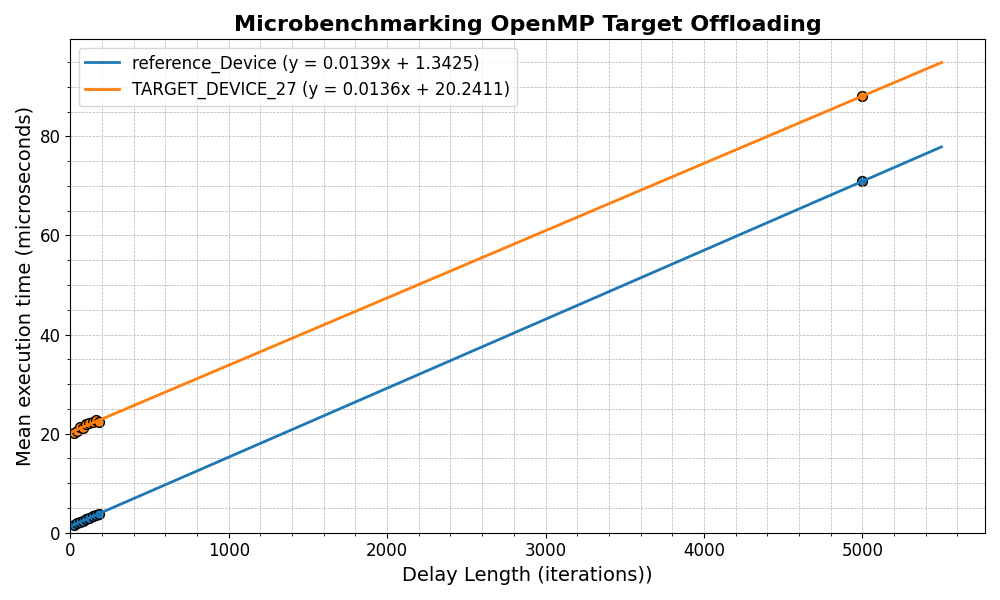 Microbenchmarking OpenMP Target Offloading
reference_Device (y = 0.0139x + 1.3425)
TARGET_DEVICE_27 (y = 0.0136x + 20.2411)
Mean execution time (microseconds)
80
60
40
20
0
0 1000 2000 3000 4000 5000
Delay Length (iterations))